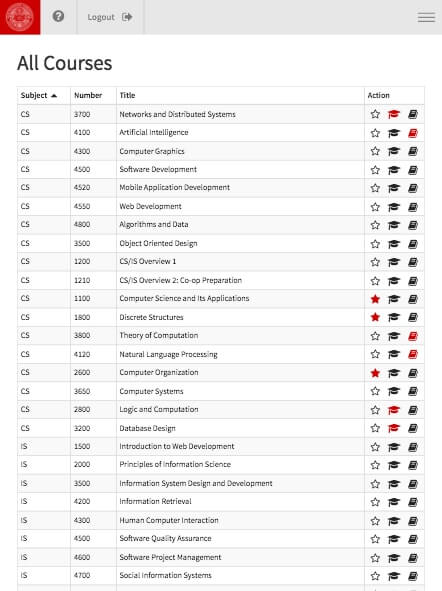 Logout
All Courses
Subject Number Title Action
CS 3700 Networks and Distributed Systems
CS 4100 Artificial Intelligence
CS 4300 Computer Graphics
CS 4500 Software Development
CS 4520 Mobile Application Development
CS 4550 Web Development
CS 4800 Algorithms and Data
CS 3500 Object Oriented Design
CS 1200 CS/IS Overview 1
CS 1210 CS/IS Overview 2: Co-op Preparation
CS 1100 Computer Science and Its Applications
CS 1800 Discrete Structures
CS 3800 Theory of Computation
CS 4120 Natural Language Processing
CS 2600 Computer Organization
CS 3650 Computer Systems
CS 2800 Logic and Computation
CS 3200 Database Design
IS 1500 Introduction to Web Development
IS 2000 Principles of Information Science
IS 3500 Information System Design and Development
IS 4200 Information Retrieval
IS 4300 Human Computer Interaction
IS 4500 Software Quality Assurance
IS 4600 Software Project Management
IS 4700 Social Information Systems